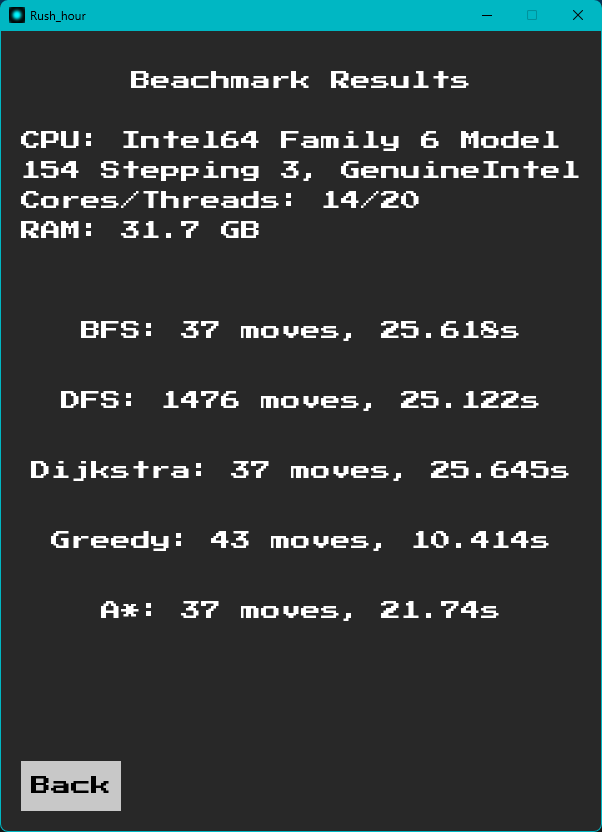 Rush_hour
Beachmark Results
CPU: Intel64 Family 6 Model
154 Stepping 3, GenuineIntel
Cores/Threads: 14/20
RAM: 31.7 GB
BFS: 37 moves, 25.618s
DFS: 1476 moves, 25.122s
Dijkstra: 37 moves, 25.645s
Greedy: 43 moves, 10.414s
A*: 37 moves, 21.74s
Back